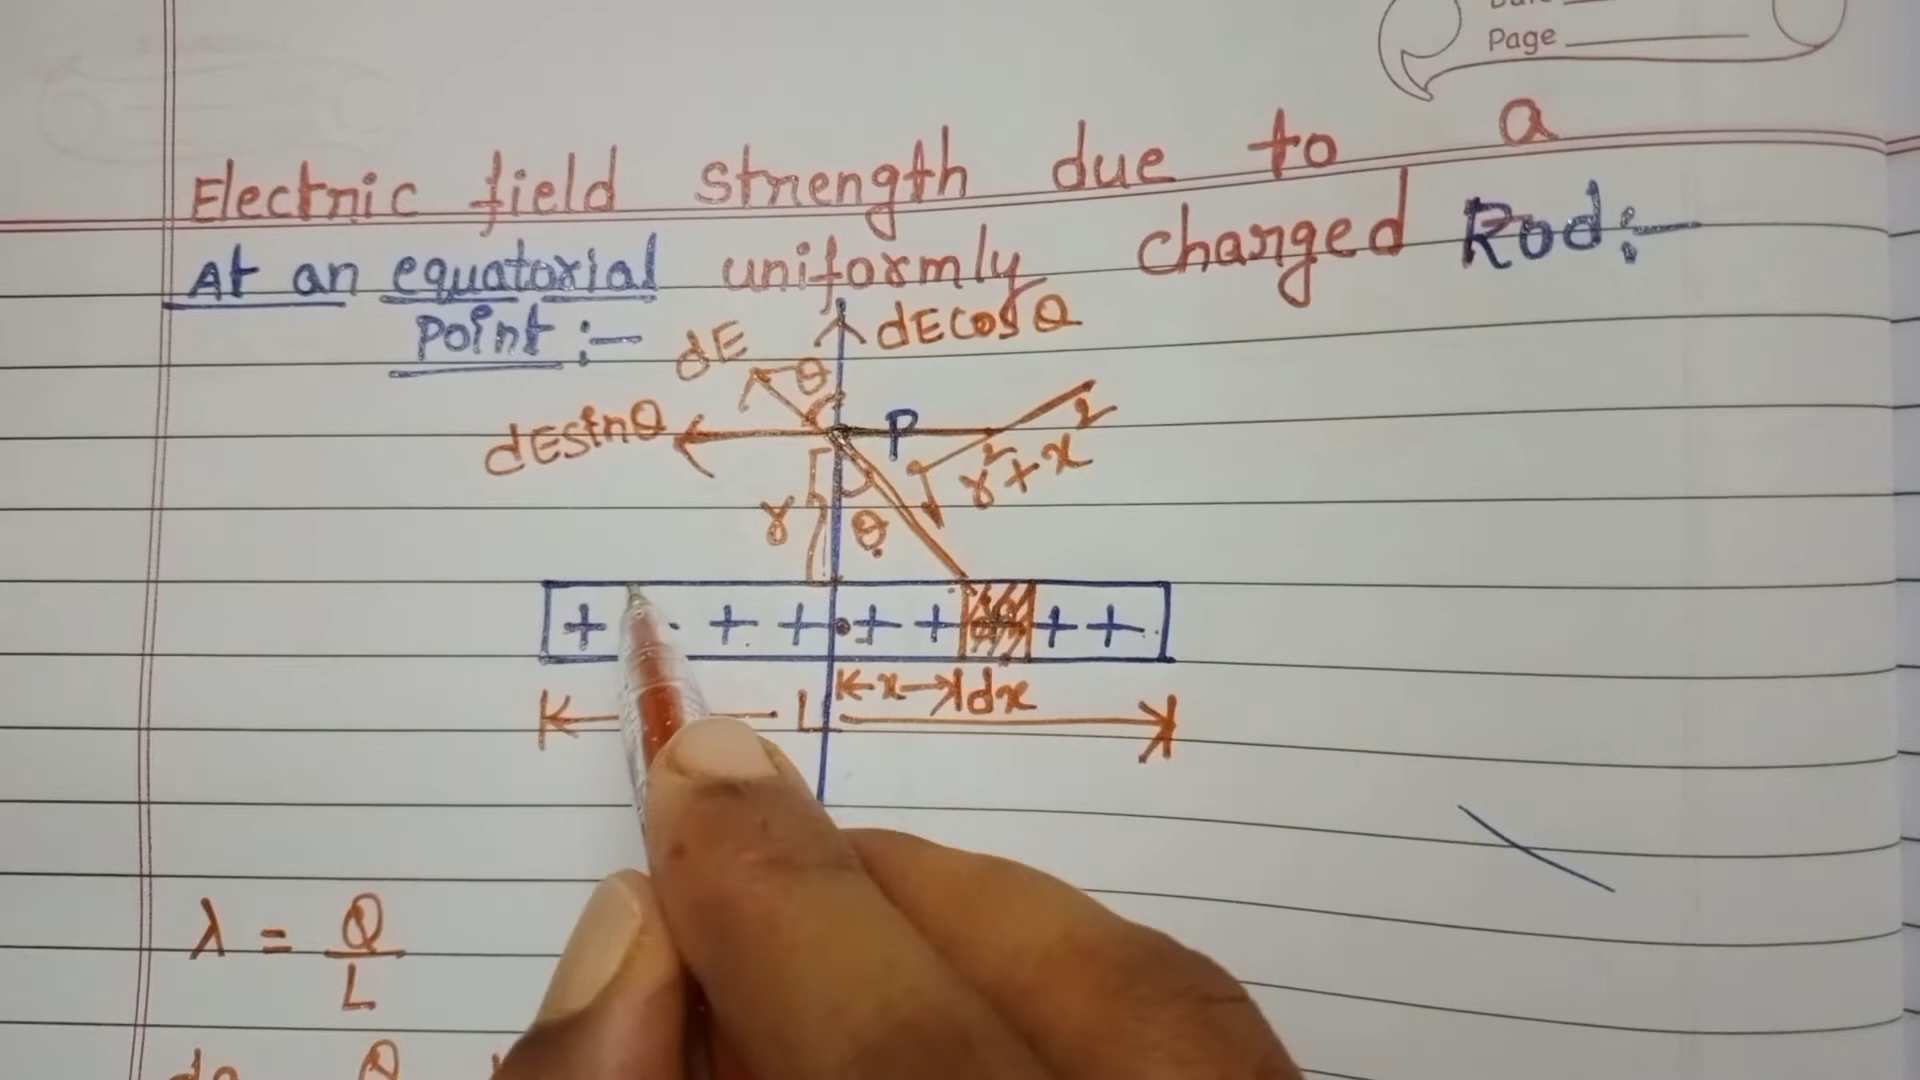 Page
Electric field strength due to a
At an equatorial uniformly charged Rod:-
Point :-
dE θ dEcosθ
dEsinθ P
r²+x²
r θ
+ + + + + + +
x dx
L
λ = Q
L
Q